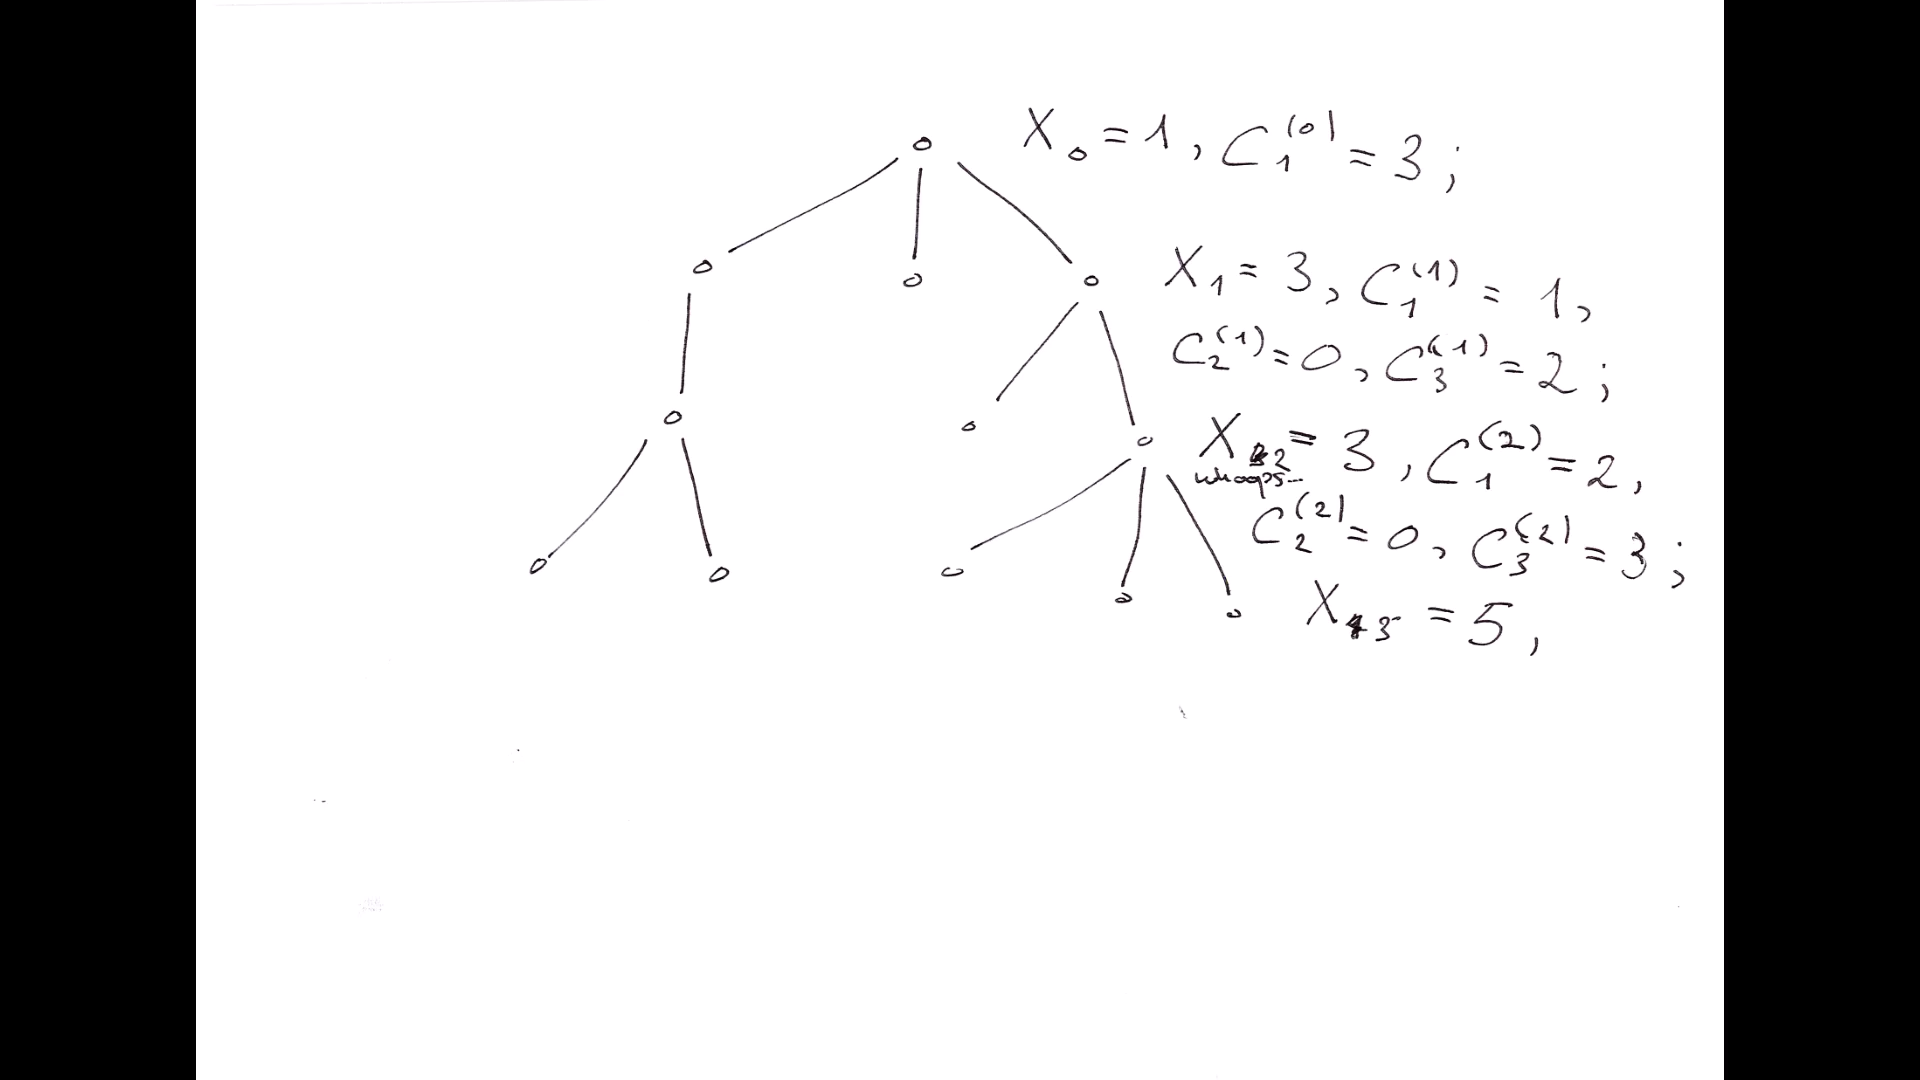 X₀ = 1, C₁⁽⁰⁾ = 3;
X₁ = 3, C₁⁽¹⁾ = 1,
C₂⁽¹⁾ = 0, C₃⁽¹⁾ = 2;
X₂ = 3, C₁⁽²⁾ = 2,
whoops...
C₂⁽²⁾ = 0, C₃⁽²⁾ = 3;
X₃ = 5,